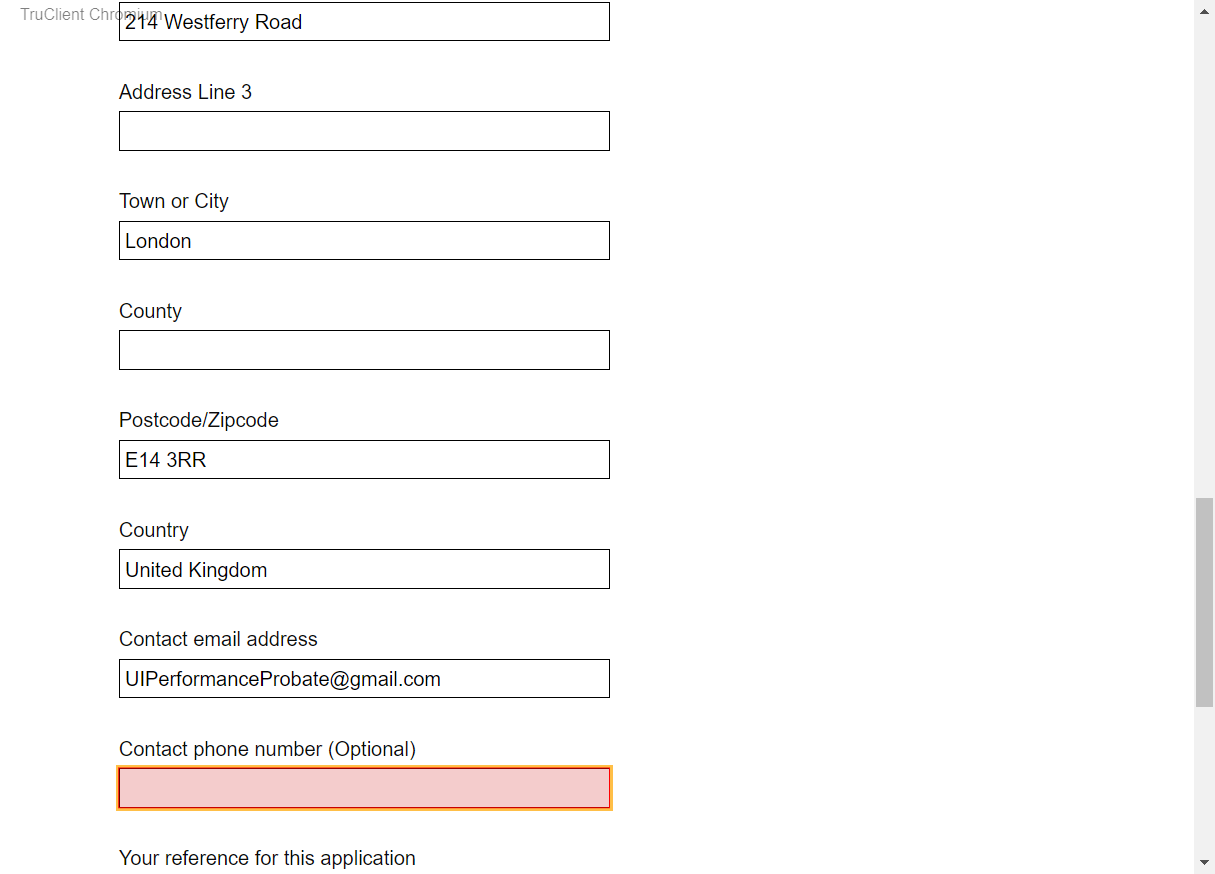 TruClient Chromium
214 Westferry Road
Address Line 3
Town or City
London
County
Postcode/Zipcode
E14 3RR
Country
United Kingdom
Contact email address
UIPerformanceProbate@gmail.com
Contact phone number (Optional)
Your reference for this application